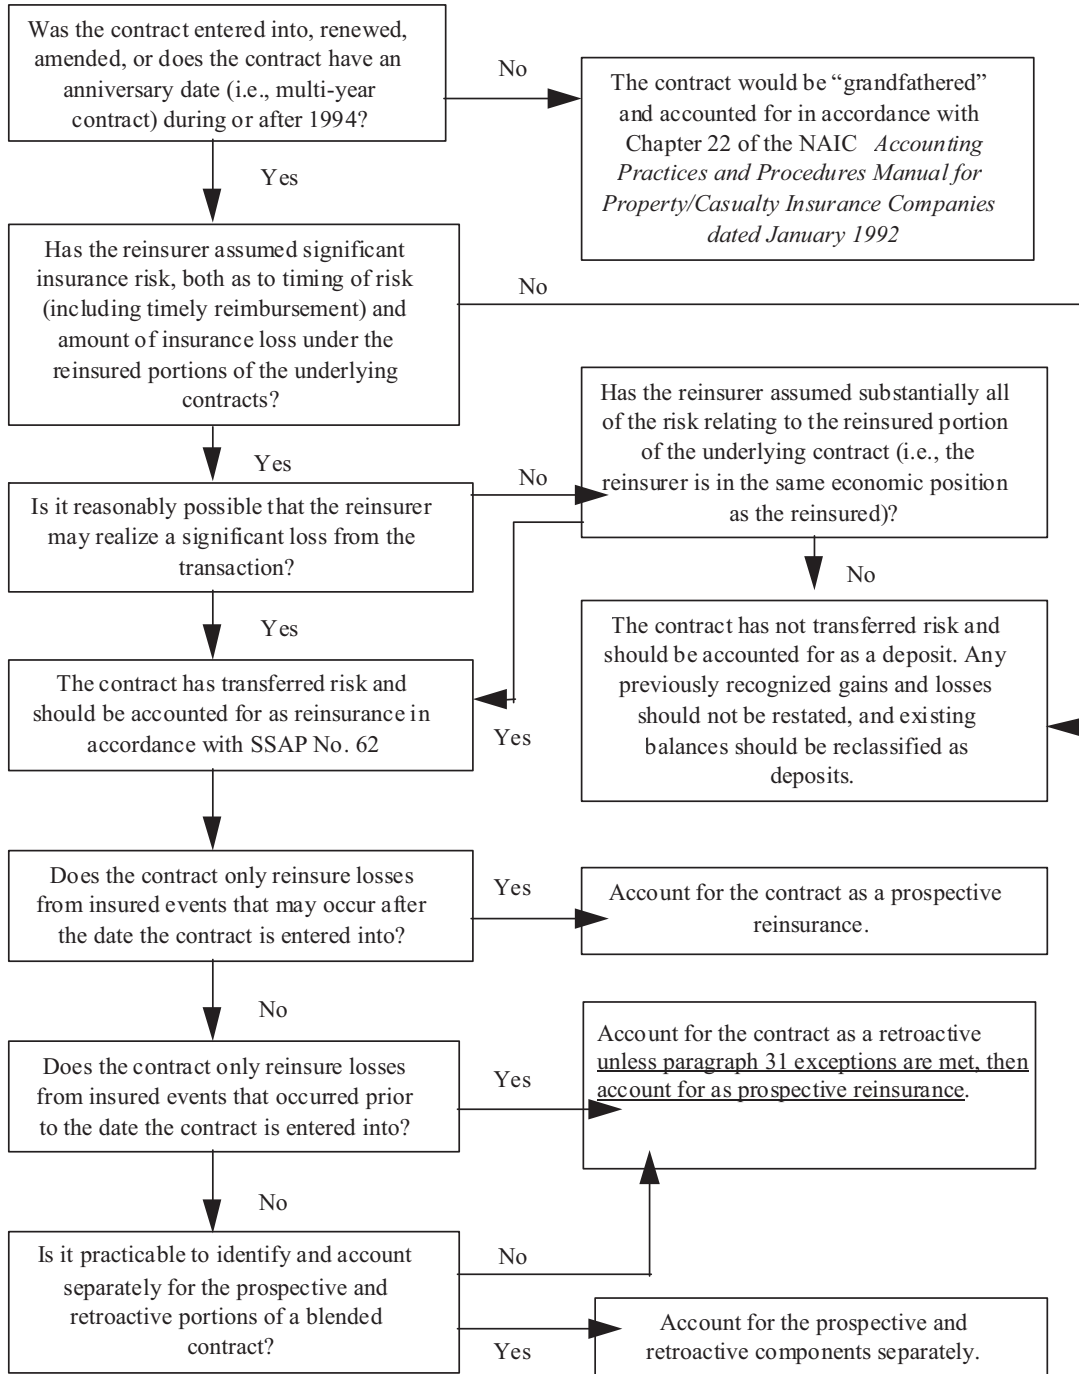 Was the contract entered into, renewed,
amended, or does the contract have an
anniversary date (i.e., multi-year
contract) during or after 1994?
No
The contract would be “grandfathered”
and accounted for in accordance with
Chapter 22 of the NAIC Accounting
Practices and Procedures Manual for
Property/Casualty Insurance Companies
dated January 1992
Yes
Has the reinsurer assumed significant
insurance risk, both as to timing of risk
(including timely reimbursement) and
amount of insurance loss under the
reinsured portions of the underlying
contracts?
No
Has the reinsurer assumed substantially all
of the risk relating to the reinsured portion
of the underlying contract (i.e., the
reinsurer is in the same economic position
as the reinsured)?
Yes
No
Is it reasonably possible that the reinsurer
may realize a significant loss from the
transaction?
No
Yes
The contract has not transferred risk and
should be accounted for as a deposit. Any
previously recognized gains and losses
should not be restated, and existing
balances should be reclassified as
deposits.
The contract has transferred risk and
should be accounted for as reinsurance in
accordance with SSAP No. 62
Yes
Does the contract only reinsure losses
from insured events that may occur after
the date the contract is entered into?
Yes
Account for the contract as a prospective
reinsurance.
No
Account for the contract as a retroactive
unless paragraph 31 exceptions are met, then
account for as prospective reinsurance.
Does the contract only reinsure losses
from insured events that occurred prior
to the date the contract is entered into?
Yes
No
Is it practicable to identify and account
separately for the prospective and
retroactive portions of a blended
contract?
No
Yes
Account for the prospective and
retroactive components separately.